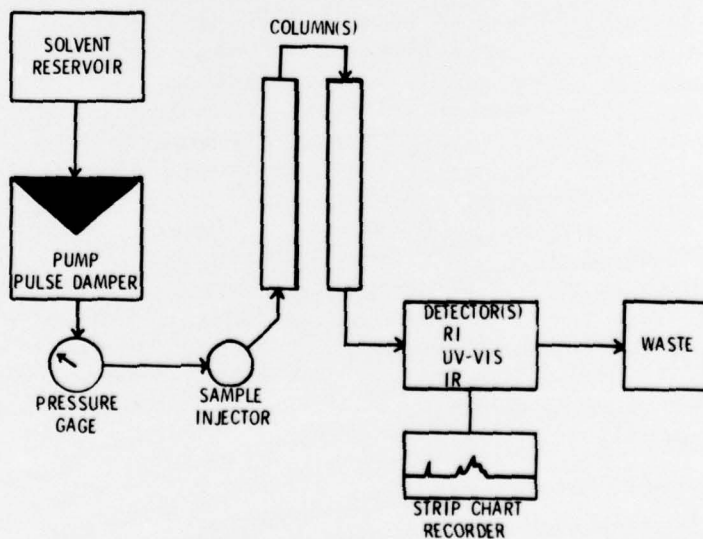 SOLVENT
RESERVOIR
COLUMN(S)
PUMP
PULSE DAMPER
PRESSURE
GAGE
SAMPLE
INJECTOR
DETECTOR(S)
RI
UV-VIS
IR
WASTE
STRIP CHART
RECORDER